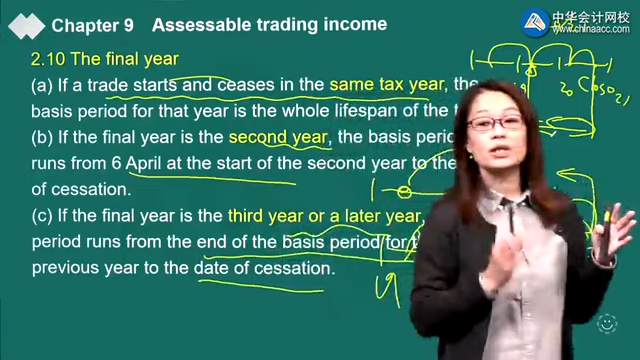 Chapter 9 Assessable trading income
中华会计网校
www.chinaacc.com
2.10 The final year
(a) If a trade starts and ceases in the same tax year, the
basis period for that year is the whole lifespan of the
(b) If the final year is the second year, the basis
runs from 6 April at the start of the second year to the
of cessation.
(c) If the final year is the third year or a later year,
period runs from the end of the basis period for
previous year to the date of cessation.
19